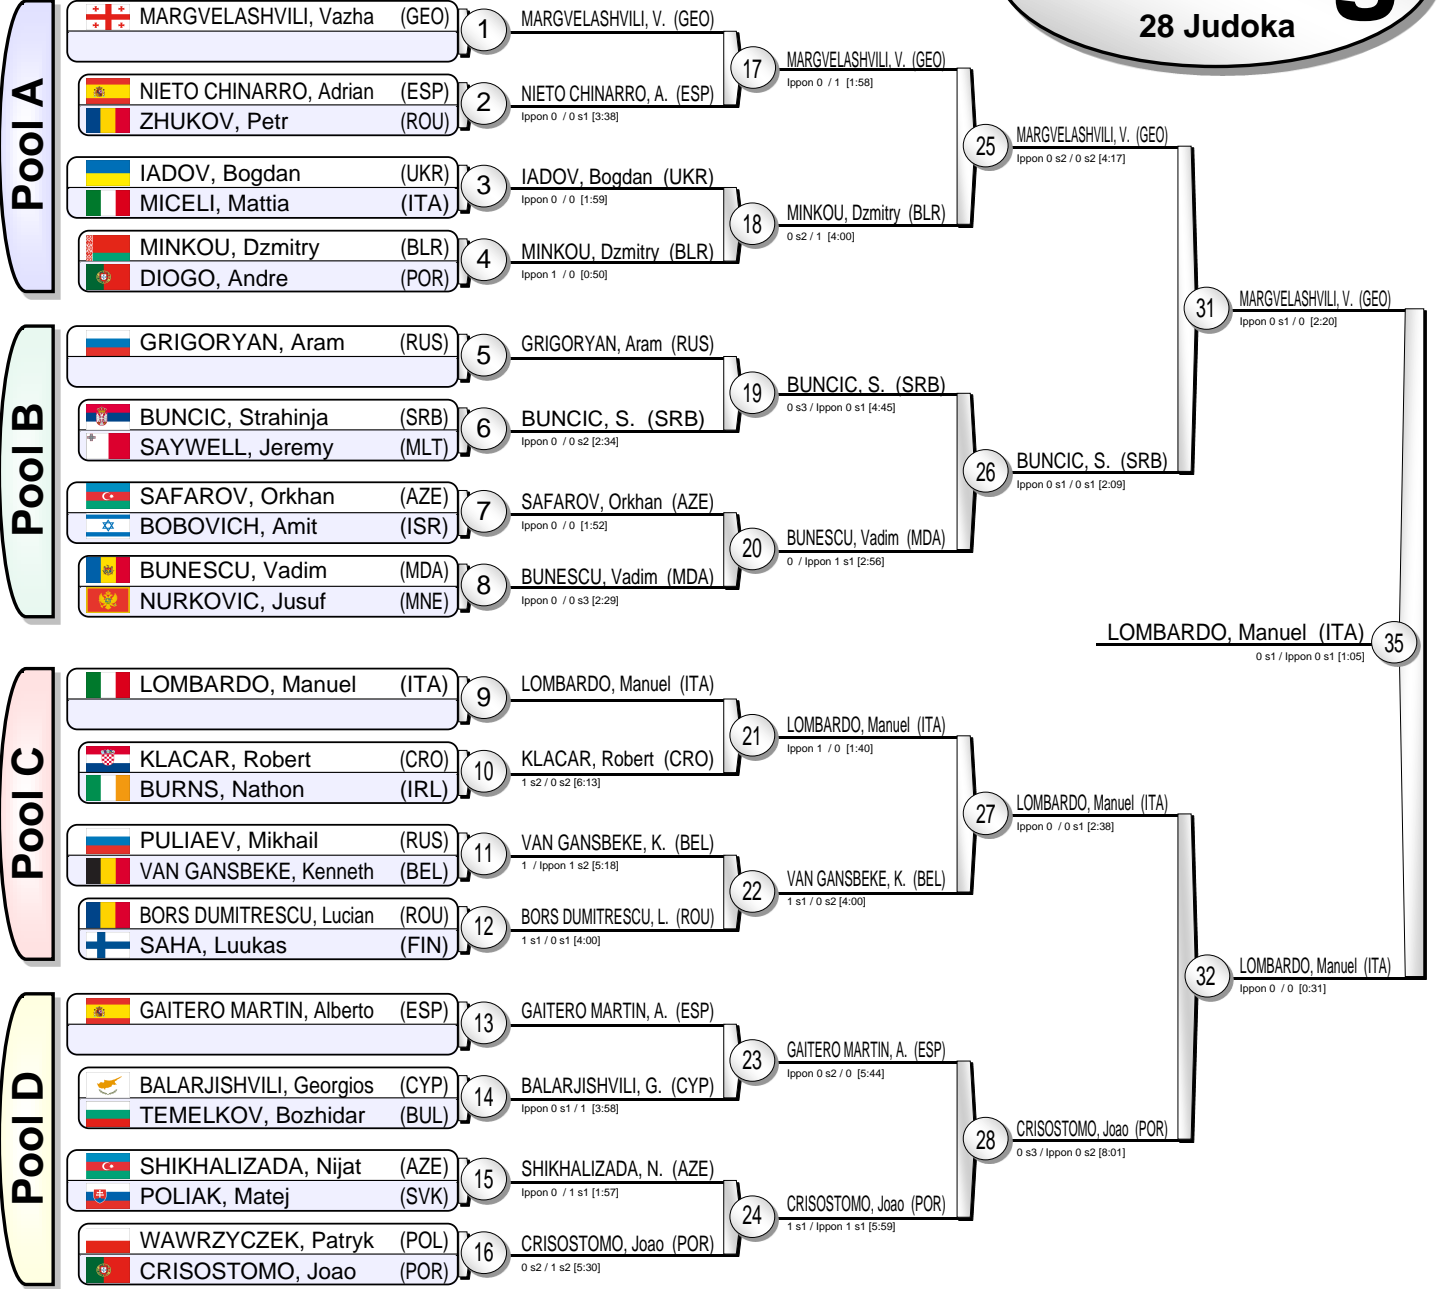 28 Judoka
Pool A
MARGVELASHVILI, Vazha (GEO)
1
NIETO CHINARRO, Adrian (ESP)
ZHUKOV, Petr (ROU)
2
IADOV, Bogdan (UKR)
MICELI, Mattia (ITA)
3
MINKOU, Dzmitry (BLR)
DIOGO, Andre (POR)
4
MARGVELASHVILI, V. (GEO)
NIETO CHINARRO, A. (ESP)
Ippon 0 / 0 s1 [3:38]
17
IADOV, Bogdan (UKR)
Ippon 0 / 0 [1:59]
MINKOU, Dzmitry (BLR)
Ippon 1 / 0 [0:50]
18
MARGVELASHVILI, V. (GEO)
Ippon 0 / 1 [1:58]
MINKOU, Dzmitry (BLR)
0 s2 / 1 [4:00]
25
MARGVELASHVILI, V. (GEO)
Ippon 0 s2 / 0 s2 [4:17]
Pool B
GRIGORYAN, Aram (RUS)
5
BUNCIC, Strahinja (SRB)
SAYWELL, Jeremy (MLT)
6
SAFAROV, Orkhan (AZE)
BOBOVICH, Amit (ISR)
7
BUNESCU, Vadim (MDA)
NURKOVIC, Jusuf (MNE)
8
GRIGORYAN, Aram (RUS)
BUNCIC, S. (SRB)
Ippon 0 / 0 s2 [2:34]
19
SAFAROV, Orkhan (AZE)
Ippon 0 / 0 [1:52]
BUNESCU, Vadim (MDA)
Ippon 0 / 0 s3 [2:29]
20
BUNCIC, S. (SRB)
0 s3 / Ippon 0 s1 [4:45]
BUNESCU, Vadim (MDA)
0 / Ippon 1 s1 [2:56]
26
BUNCIC, S. (SRB)
Ippon 0 s1 / 0 s1 [2:09]
31
MARGVELASHVILI, V. (GEO)
Ippon 0 s1 / 0 [2:20]
LOMBARDO, Manuel (ITA)
0 s1 / Ippon 0 s1 [1:05]
35
Pool C
LOMBARDO, Manuel (ITA)
9
KLACAR, Robert (CRO)
BURNS, Nathon (IRL)
10
PULIAEV, Mikhail (RUS)
VAN GANSBEKE, Kenneth (BEL)
11
BORS DUMITRESCU, Lucian (ROU)
SAHA, Luukas (FIN)
12
LOMBARDO, Manuel (ITA)
KLACAR, Robert (CRO)
1 s2 / 0 s2 [6:13]
21
VAN GANSBEKE, K. (BEL)
1 / Ippon 1 s2 [5:18]
BORS DUMITRESCU, L. (ROU)
1 s1 / 0 s1 [4:00]
22
LOMBARDO, Manuel (ITA)
Ippon 1 / 0 [1:40]
VAN GANSBEKE, K. (BEL)
1 s1 / 0 s2 [4:00]
27
LOMBARDO, Manuel (ITA)
Ippon 0 / 0 s1 [2:38]
Pool D
GAITERO MARTIN, Alberto (ESP)
13
BALARJISHVILI, Georgios (CYP)
TEMELKOV, Bozhidar (BUL)
14
SHIKHALIZADA, Nijat (AZE)
POLIAK, Matej (SVK)
15
WAWRZYCZEK, Patryk (POL)
CRISOSTOMO, Joao (POR)
16
GAITERO MARTIN, A. (ESP)
BALARJISHVILI, G. (CYP)
Ippon 0 s1 / 1 [3:58]
23
SHIKHALIZADA, N. (AZE)
Ippon 0 / 1 s1 [1:57]
CRISOSTOMO, Joao (POR)
0 s2 / 1 s2 [5:30]
24
GAITERO MARTIN, A. (ESP)
Ippon 0 s2 / 0 [5:44]
CRISOSTOMO, Joao (POR)
1 s1 / Ippon 1 s1 [5:59]
28
CRISOSTOMO, Joao (POR)
0 s3 / Ippon 0 s2 [8:01]
32
LOMBARDO, Manuel (ITA)
Ippon 0 / 0 [0:31]